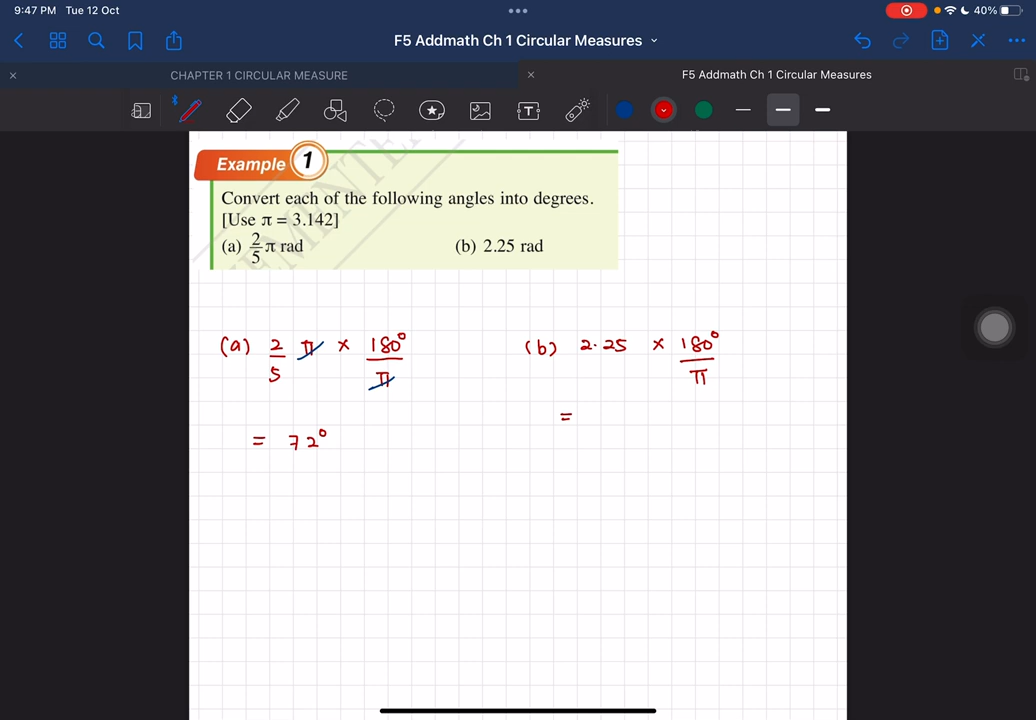 9:47 PM Tue 12 Oct
40%
F5 Addmath Ch 1 Circular Measures
CHAPTER 1 CIRCULAR MEASURE
F5 Addmath Ch 1 Circular Measures
Example 1
Convert each of the following angles into degrees.
[Use π = 3.142]
(a) 2/5 π rad (b) 2.25 rad
(a) 2/5 π × 180°/π
= 72°
(b) 2.25 × 180°/π
=